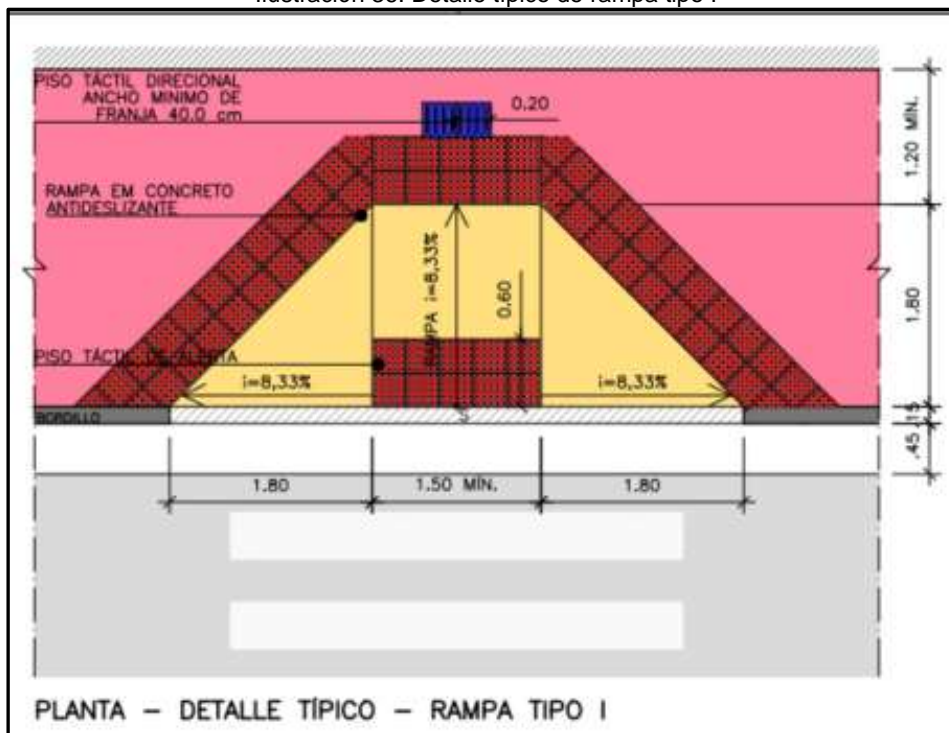 Ilustración 86. Detalle típico de rampa tipo I
PISO TÁCTIL DIRECIONAL
ANCHO MINIMO DE
FRANJA 40.0 cm
0.20
1.20 MÍN.
RAMPA EM CONCRETO
ANTIDESLIZANTE
RAMPA i=8,33%
0.60
1.80
PISO TÁCTIL DE ALERTA
i=8,33%
i=8,33%
BORDILLO
S
.15
.45
1.80
1.50 MÍN.
1.80
PLANTA – DETALLE TÍPICO – RAMPA TIPO I